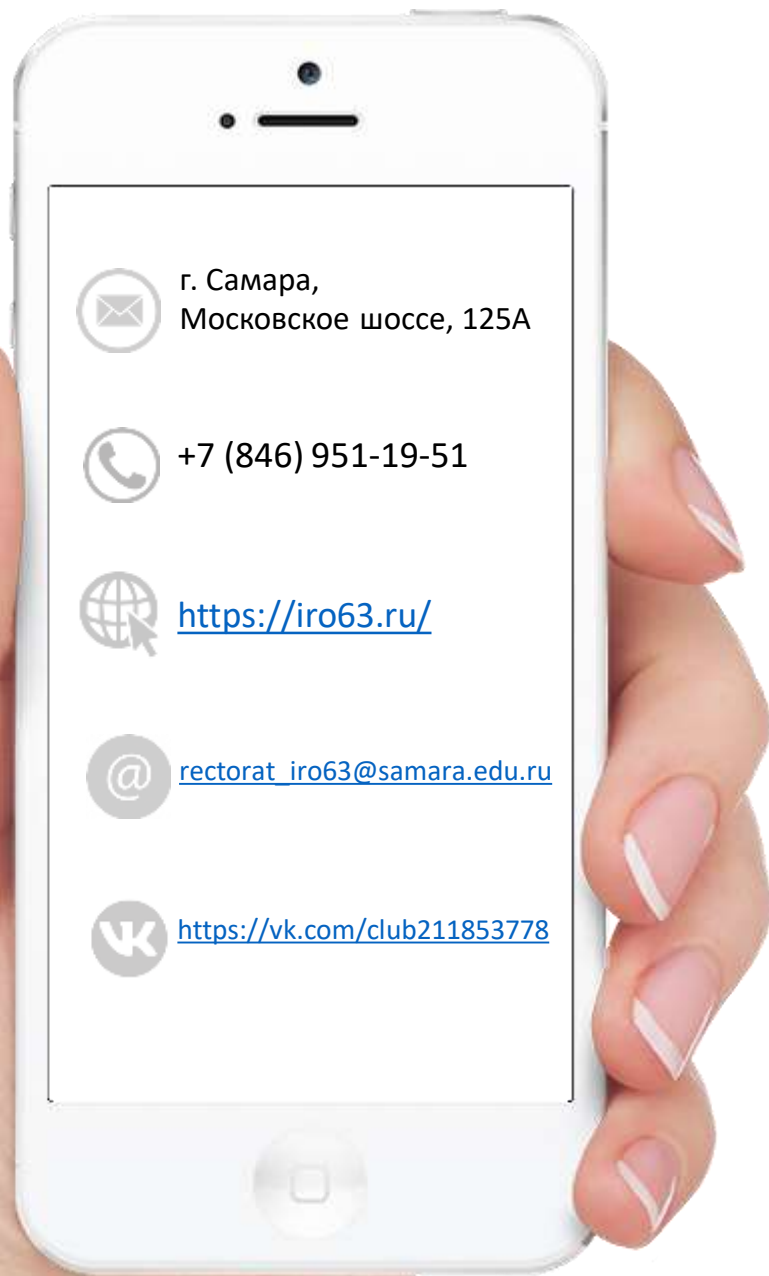 г. Самара,
Московское шоссе, 125А
+7 (846) 951-19-51
https://iro63.ru/
@
rectorat_iro63@samara.edu.ru
https://vk.com/club211853778